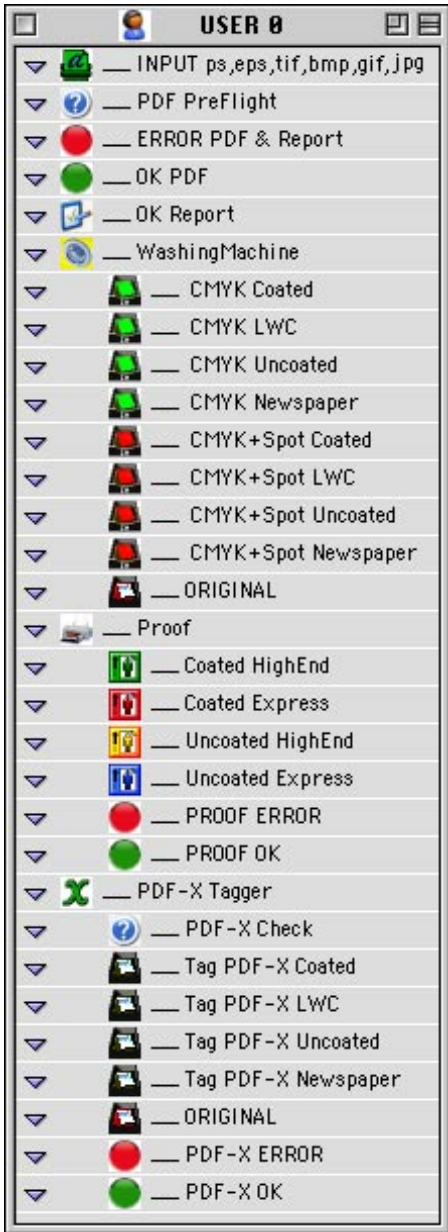 USER 0
__ INPUT ps,eps,tif,bmp,gif,jpg
__ PDF PreFlight
__ ERROR PDF & Report
__ OK PDF
__ OK Report
__ WashingMachine
__ CMYK Coated
__ CMYK LWC
__ CMYK Uncoated
__ CMYK Newspaper
__ CMYK+Spot Coated
__ CMYK+Spot LWC
__ CMYK+Spot Uncoated
__ CMYK+Spot Newspaper
__ ORIGINAL
__ Proof
__ Coated HighEnd
__ Coated Express
__ Uncoated HighEnd
__ Uncoated Express
__ PROOF ERROR
__ PROOF OK
__ PDF-X Tagger
__ PDF-X Check
__ Tag PDF-X Coated
__ Tag PDF-X LWC
__ Tag PDF-X Uncoated
__ Tag PDF-X Newspaper
__ ORIGINAL
__ PDF-X ERROR
__ PDF-X OK